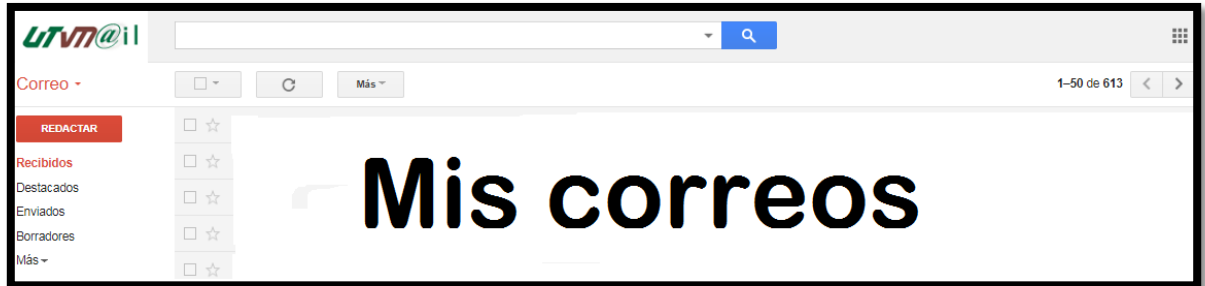 UTVM@il
Correo
Más
1–50 de 613
REDACTAR
Recibidos
Destacados
Enviados
Borradores
Más
Mis correos